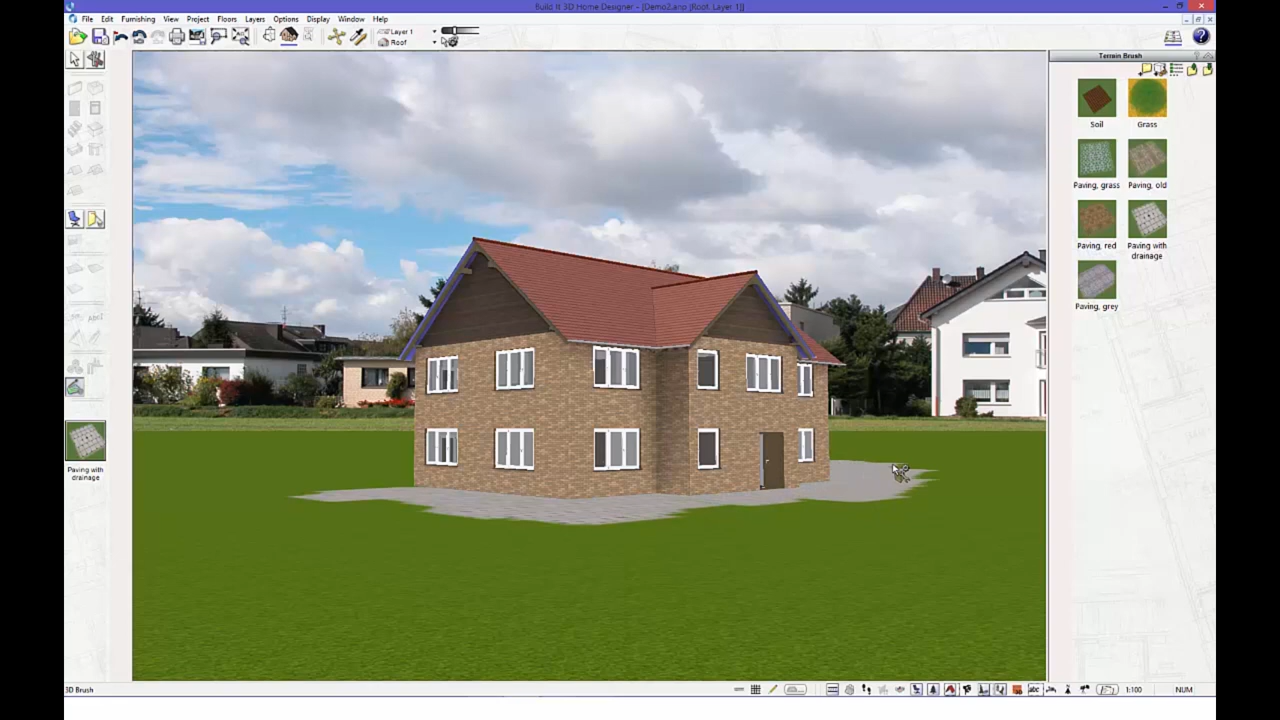 Build It 3D Home Designer - [Demo2.anp (Root, Layer 1)]
File Edit Furnishing View Project Floors Layers Options Display Window Help
Layer 1
Roof
Terrain Brush
Soil
Grass
Paving, grass
Paving, old
Paving, red
Paving with drainage
Paving, grey
Paving with
drainage
3D Brush
abc
1:100
NUM